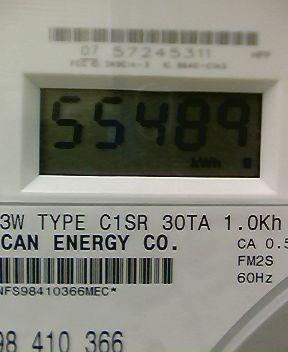 07 57245311
55489
kWh
3W TYPE C1SR 30TA 1.0Kh
CAN ENERGY CO.
CA 0.5
FM2S
60Hz
NFS98410366MEC*
98 410 366